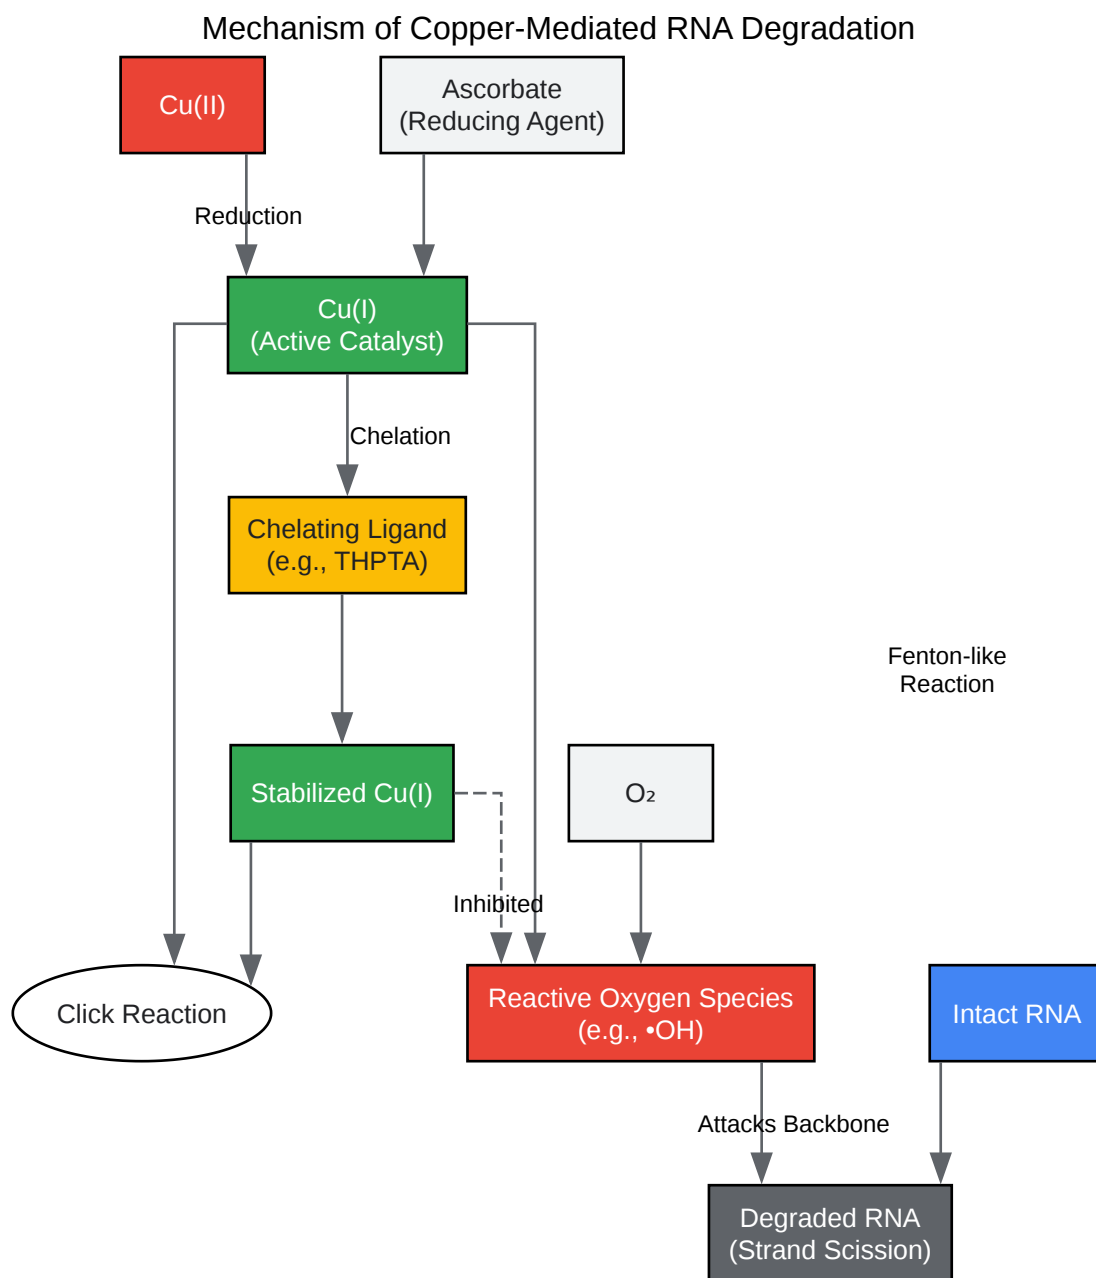 Mechanism of Copper-Mediated RNA Degradation
Cu(II)
Ascorbate
(Reducing Agent)
Reduction
Cu(I)
(Active Catalyst)
Chelation
Chelating Ligand
(e.g., THPTA)
Fenton-like
Reaction
Stabilized Cu(I)
O₂
Inhibited
Click Reaction
Reactive Oxygen Species
(e.g., •OH)
Intact RNA
Attacks Backbone
Degraded RNA
(Strand Scission)